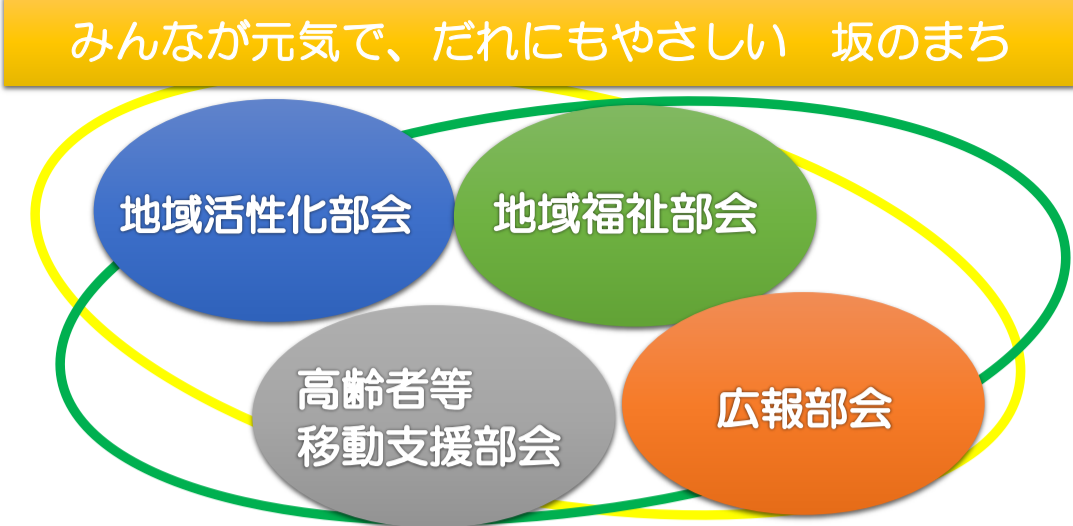 みんなが元気で、だれにもやさしい　坂のまち
地域活性化部会
地域福祉部会
高齢者等
移動支援部会
広報部会